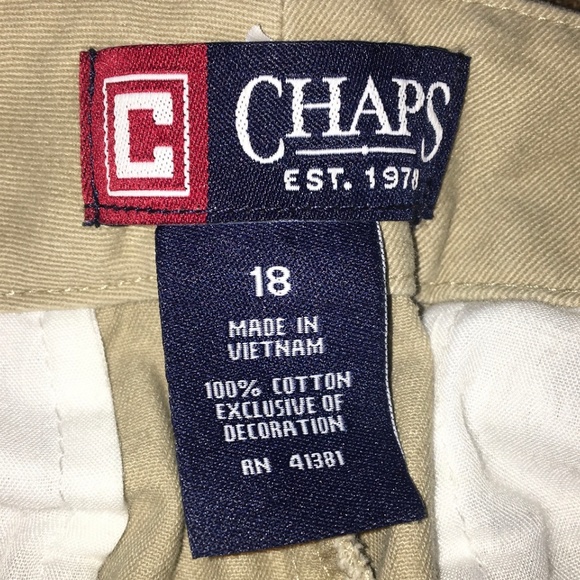 C CHAPS
EST. 1978
18
MADE IN
VIETNAM
100% COTTON
EXCLUSIVE OF
DECORATION
RN 41381